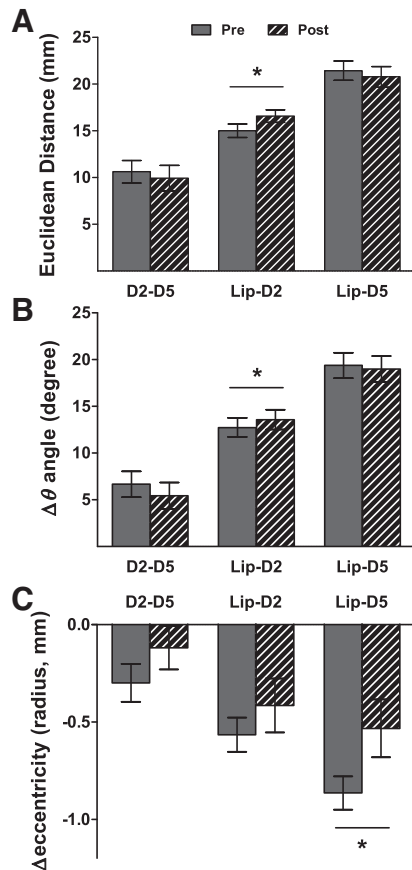 A
Pre Post
Euclidean Distance (mm)
25
20
15
10
5
*
D2-D5 Lip-D2 Lip-D5
B
Δθ angle (degree)
25
20
15
10
5
*
D2-D5 Lip-D2 Lip-D5
C
D2-D5 Lip-D2 Lip-D5
Δeccentricity (radius, mm)
0.0
-0.5
-1.0
*